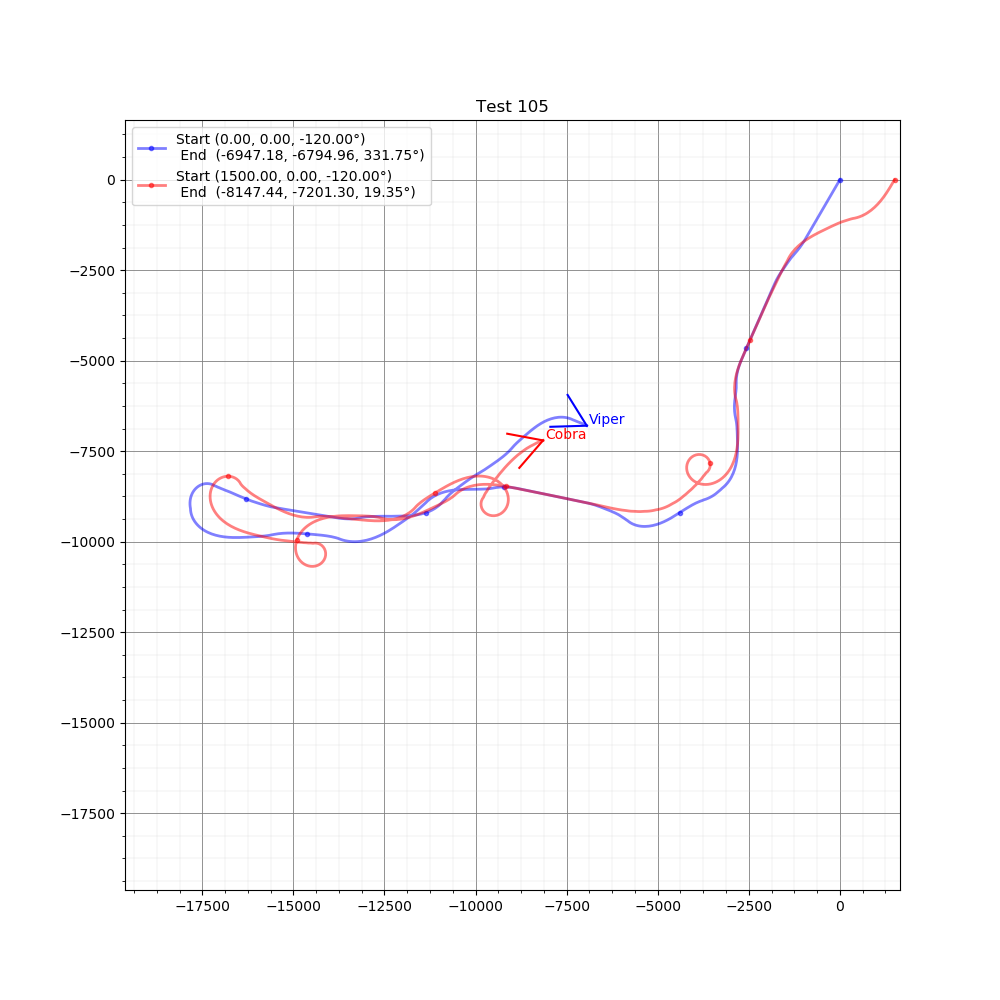 Test 105
Start (0.00, 0.00, -120.00°)
End  (-6947.18, -6794.96, 331.75°)
Start (1500.00, 0.00, -120.00°)
End  (-8147.44, -7201.30, 19.35°)
0
−2500
−5000
−7500
−10000
−12500
−15000
−17500
Viper
Cobra
−17500
−15000
−12500
−10000
−7500
−5000
−2500
0